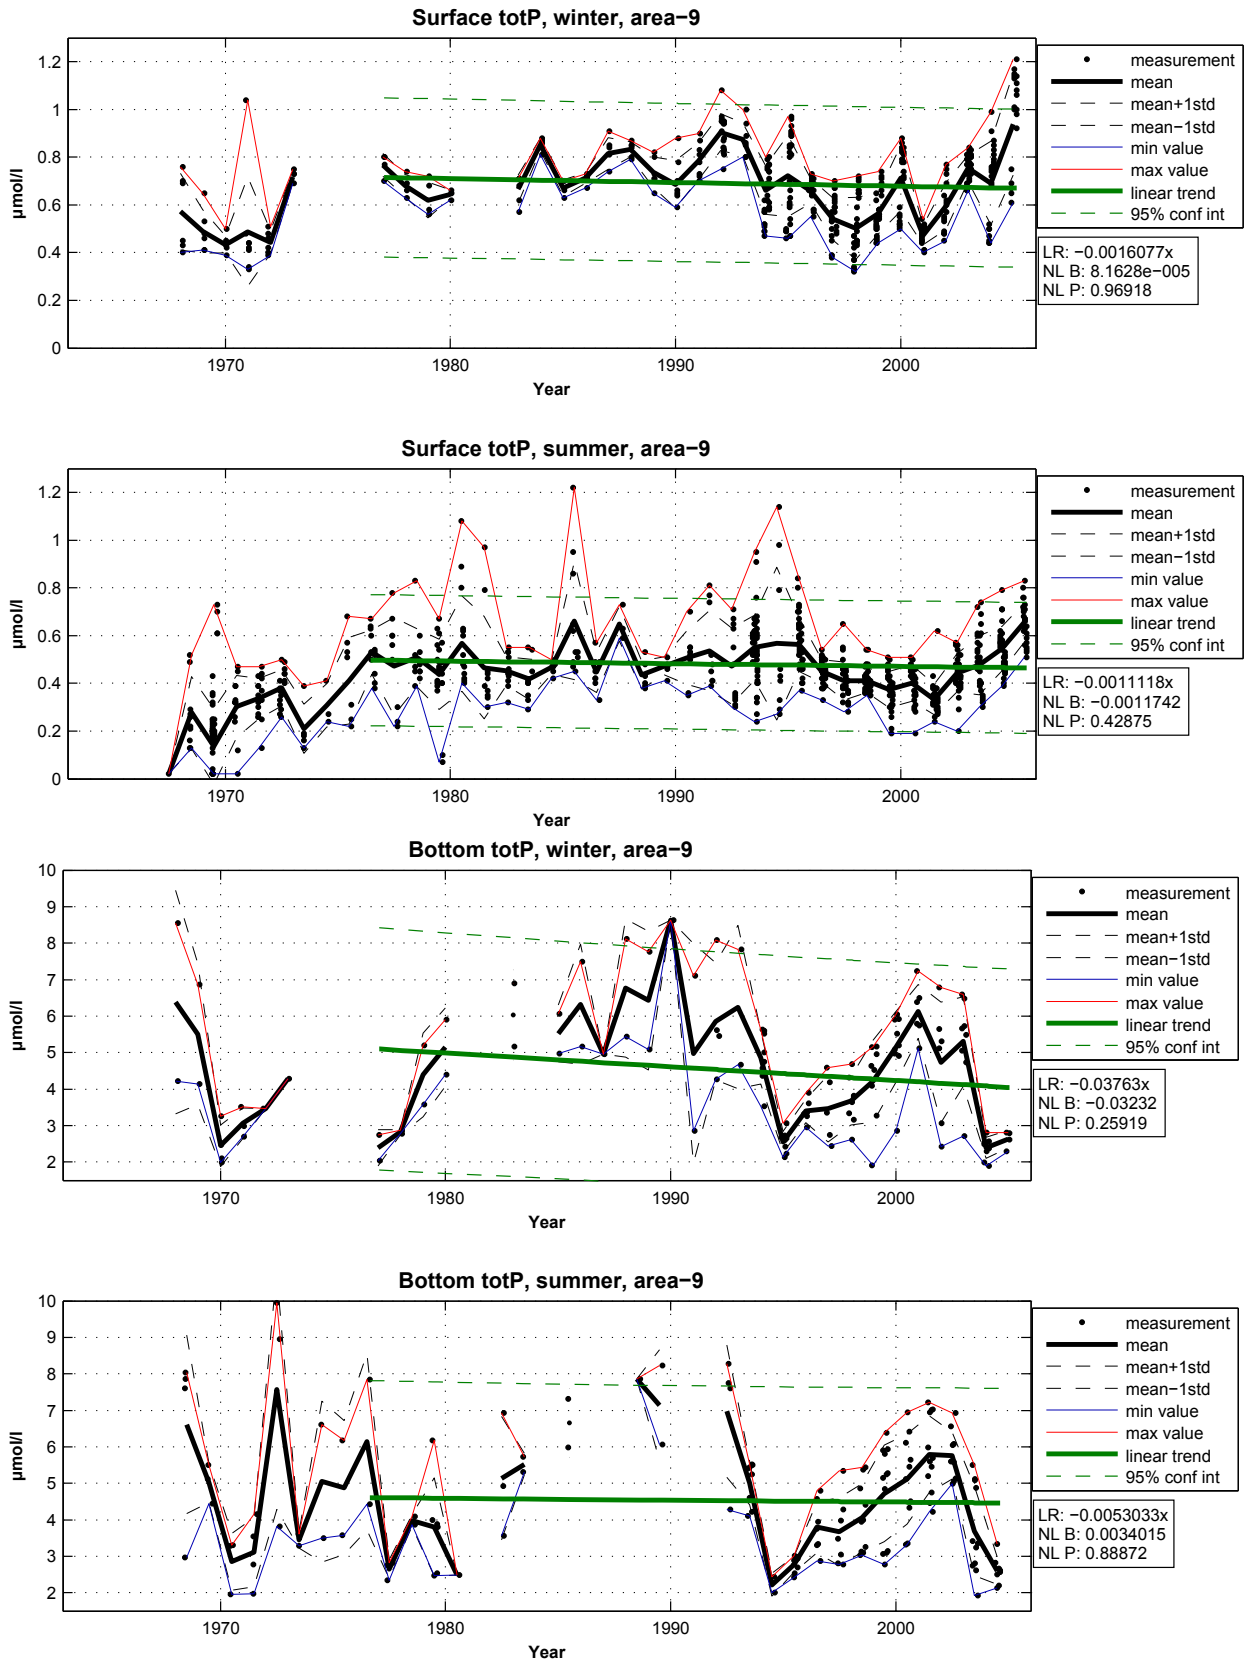 Surface totP, winter, area−9
1.2
1
0.8
0.6
0.4
0.2
0
µmol/l
1970
1980
1990
2000
Year
measurement
mean
mean+1std
mean−1std
min value
max value
linear trend
95% conf int
LR: −0.0016077x
NL B: 8.1628e−005
NL P: 0.96918
Surface totP, summer, area−9
1.2
1
0.8
0.6
0.4
0.2
0
µmol/l
1970
1980
1990
2000
Year
measurement
mean
mean+1std
mean−1std
min value
max value
linear trend
95% conf int
LR: −0.0011118x
NL B: −0.0011742
NL P: 0.42875
Bottom totP, winter, area−9
10
9
8
7
6
5
4
3
2
µmol/l
1970
1980
1990
2000
Year
measurement
mean
mean+1std
mean−1std
min value
max value
linear trend
95% conf int
LR: −0.03763x
NL B: −0.03232
NL P: 0.25919
Bottom totP, summer, area−9
10
9
8
7
6
5
4
3
2
µmol/l
1970
1980
1990
2000
Year
measurement
mean
mean+1std
mean−1std
min value
max value
linear trend
95% conf int
LR: −0.0053033x
NL B: 0.0034015
NL P: 0.88872